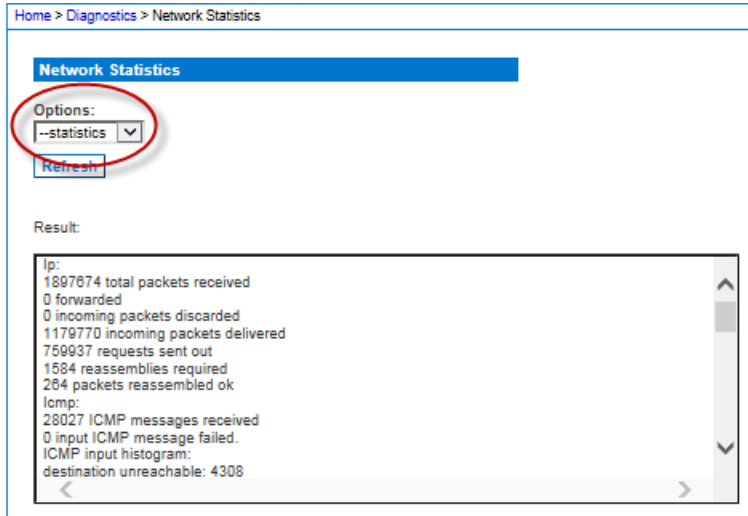 Home > Diagnostics > Network Statistics
Network Statistics
Options:
--statistics
Refresh
Result:
Ip:
1897674 total packets received
0 forwarded
0 incoming packets discarded
1179770 incoming packets delivered
759937 requests sent out
1584 reassemblies required
264 packets reassembled ok
Icmp:
28027 ICMP messages received
0 input ICMP message failed.
ICMP input histogram:
destination unreachable: 4308